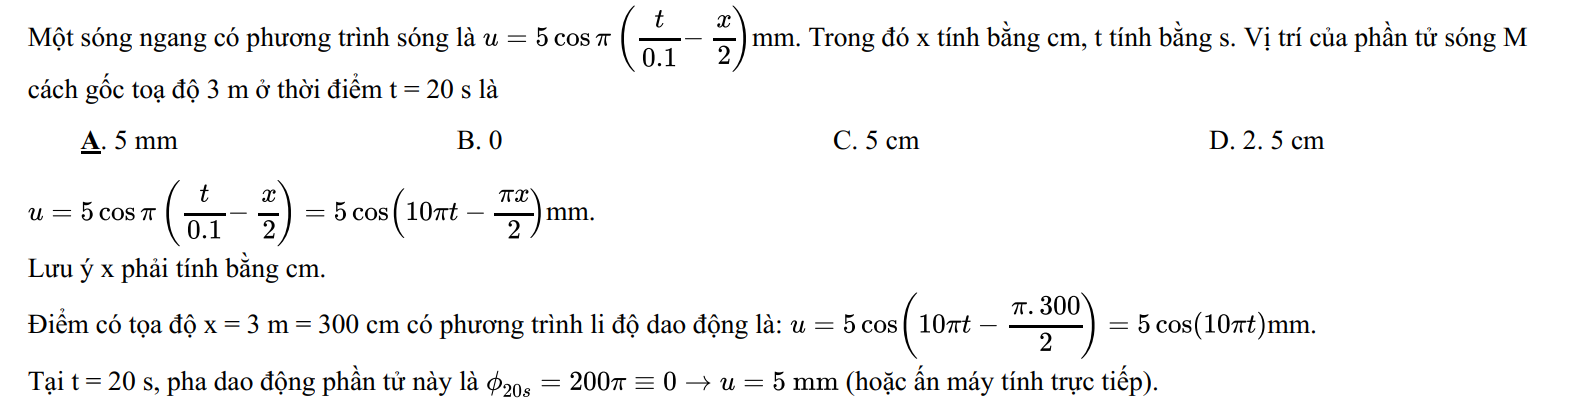 Một sóng ngang có phương trình sóng là $u = 5\cos\pi\left(\frac{t}{0.1} - \frac{x}{2}\right)$mm. Trong đó x tính bằng cm, t tính bằng s. Vị trí của phần tử sóng M
cách gốc toạ độ 3 m ở thời điểm t = 20 s là
A. 5 mm B. 0 C. 5 cm D. 2. 5 cm
$u = 5\cos\pi\left(\frac{t}{0.1} - \frac{x}{2}\right) = 5\cos\left(10\pi t - \frac{\pi x}{2}\right)$mm.
Lưu ý x phải tính bằng cm.
Điểm có tọa độ x = 3 m = 300 cm có phương trình li độ dao động là: $u = 5\cos\left(10\pi t - \frac{\pi.300}{2}\right) = 5\cos(10\pi t)$mm.
Tại t = 20 s, pha dao động phần tử này là $\phi_{20s} = 200\pi \equiv 0 \rightarrow u = 5$ mm (hoặc ấn máy tính trực tiếp).